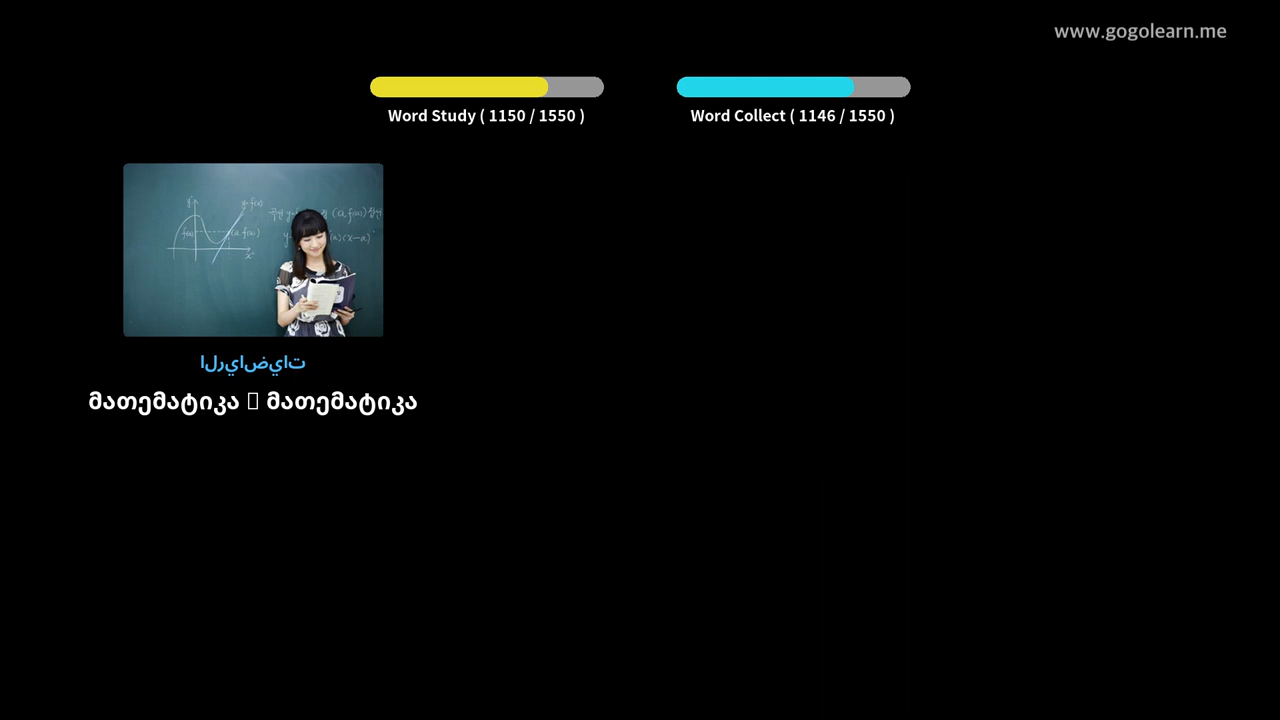 www.gogolearn.me
Word Study ( 1150 / 1550 )
Word Collect ( 1146 / 1550 )
y=f(x)
f(a)
(a, f(a))
x
الرياضيات
მათემატიკა ▯ მათემატიკა